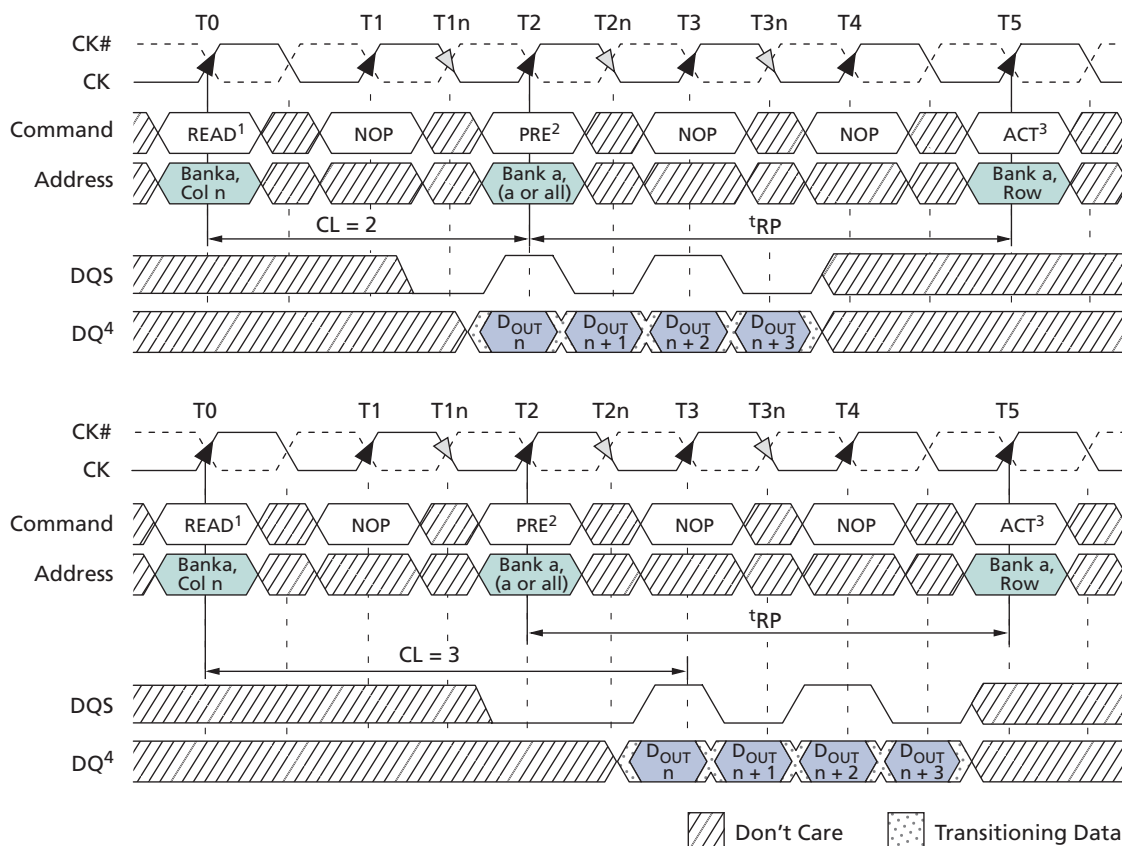 T0 T1 T1n T2 T2n T3 T3n T4 T5
CK#
CK
Command READ1 NOP PRE2 NOP NOP ACT3
Address Banka, Col n Bank a, (a or all) Bank a, Row
CL = 2 tRP
DQS
DQ4 DOUT n DOUT n + 1 DOUT n + 2 DOUT n + 3
T0 T1 T1n T2 T2n T3 T3n T4 T5
CK#
CK
Command READ1 NOP PRE2 NOP NOP ACT3
Address Banka, Col n Bank a, (a or all) Bank a, Row
tRP
CL = 3
DQS
DQ4 DOUT n DOUT n + 1 DOUT n + 2 DOUT n + 3
Don't Care Transitioning Data